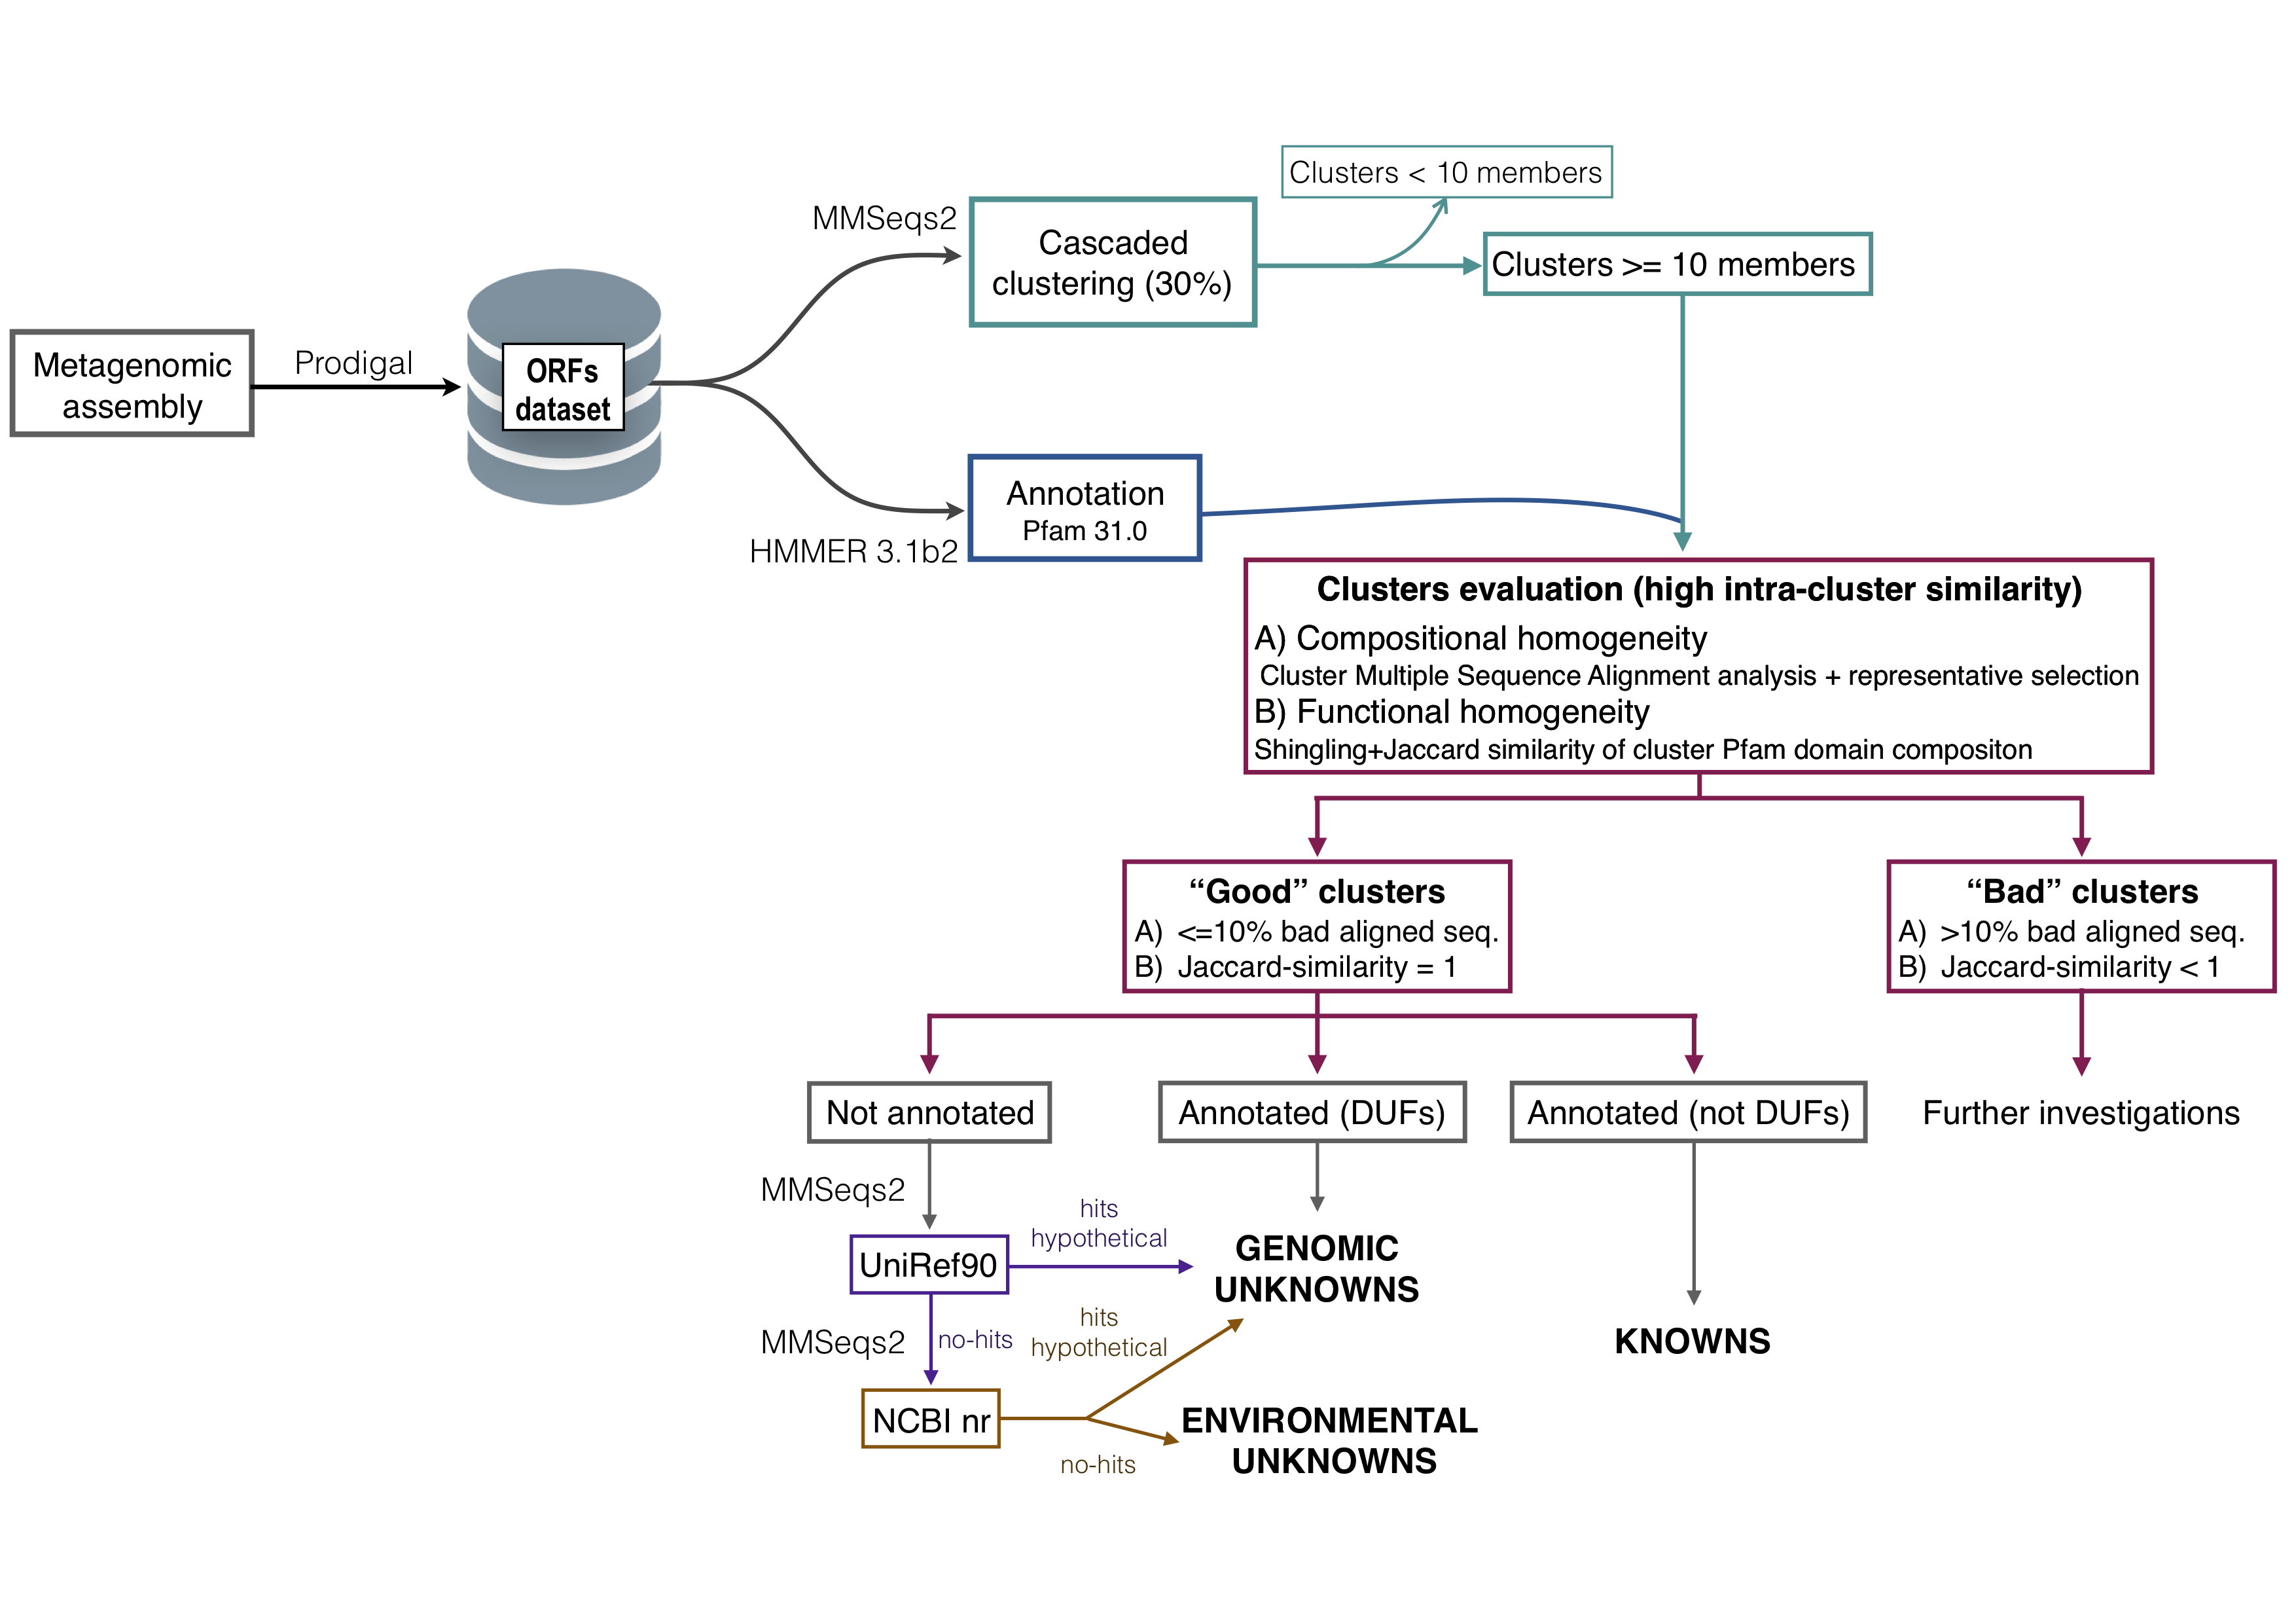 Clusters < 10 members
MMSeqs2
Cascaded
clustering (30%)
Clusters >= 10 members
Metagenomic
assembly
Prodigal
ORFs
dataset
Annotation
Pfam 31.0
HMMER 3.1b2
Clusters evaluation (high intra-cluster similarity)
A) Compositional homogeneity
Cluster Multiple Sequence Alignment analysis + representative selection
B) Functional homogeneity
Shingling+Jaccard similarity of cluster Pfam domain compositon
“Good” clusters
A) <=10% bad aligned seq.
B) Jaccard-similarity = 1
“Bad” clusters
A) >10% bad aligned seq.
B) Jaccard-similarity < 1
Not annotated
Annotated (DUFs)
Annotated (not DUFs)
Further investigations
MMSeqs2
UniRef90
hits
hypothetical
GENOMIC
UNKNOWNS
MMSeqs2
no-hits
hits
hypothetical
KNOWNS
NCBI nr
no-hits
ENVIRONMENTAL
UNKNOWNS